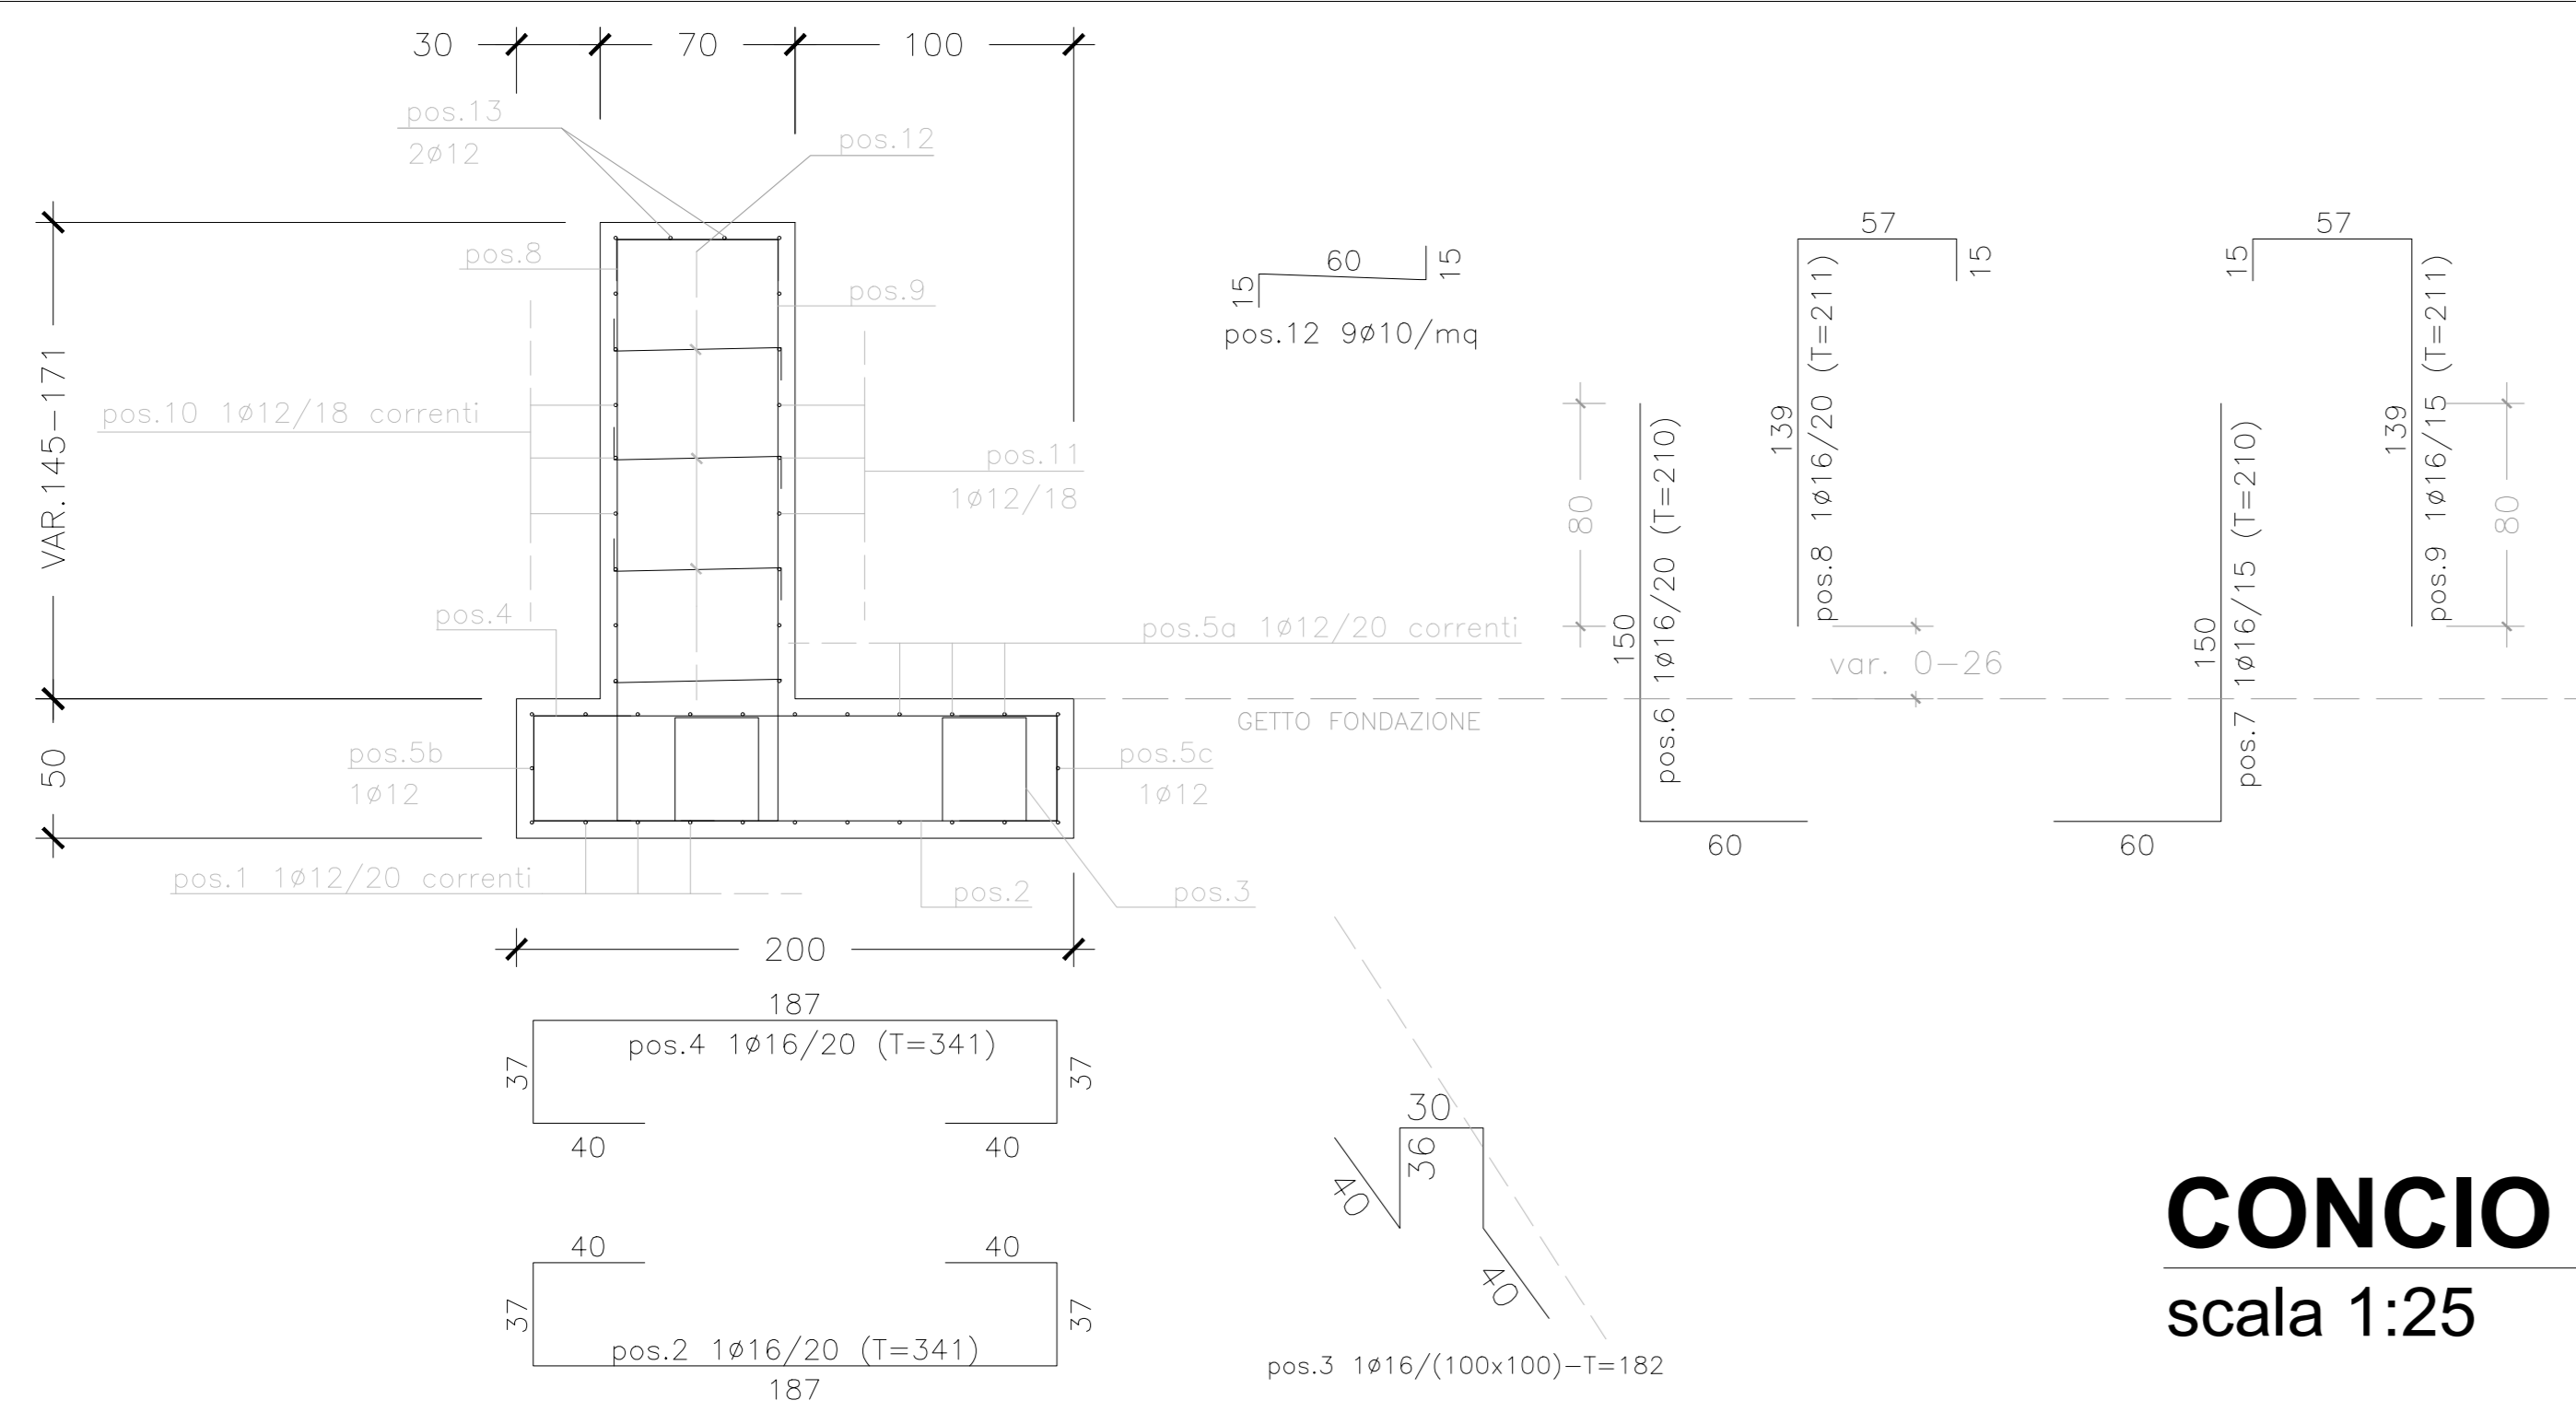 30
70
100
pos.13
2ø12
pos.12
pos.8
pos.9
VAR.145-171
pos.10 1ø12/18 correnti
pos.11
1ø12/18
pos.4
pos.5a 1ø12/20 correnti
50
pos.5b
1ø12
pos.5c
1ø12
GETTO FONDAZIONE
pos.1 1ø12/20 correnti
pos.2
pos.3
200
15
60
15
pos.12 9ø10/mq
57
15
139
pos.8 1ø16/20 (T=211)
57
15
139
pos.9 1ø16/15 (T=211)
80
80
150
pos.6 1ø16/20 (T=210)
60
var. 0-26
150
pos.7 1ø16/15 (T=210)
60
187
pos.4 1ø16/20 (T=341)
37
37
40
40
40
40
37
37
pos.2 1ø16/20 (T=341)
187
30
36
40
40
pos.3 1ø16/(100x100)-T=182
CONCIO
scala 1:25